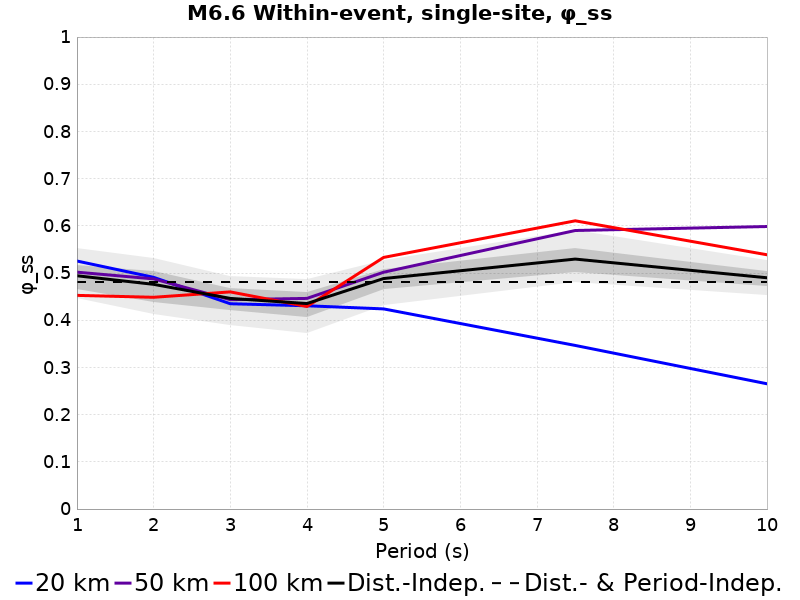 M6.6 Within-event, single-site, φ_ss
1
0.9
0.8
0.7
0.6
0.5
0.4
0.3
0.2
0.1
0
φ_ss
1 2 3 4 5 6 7 8 9 10
Period (s)
20 km 50 km 100 km Dist.-Indep. Dist.- & Period-Indep.